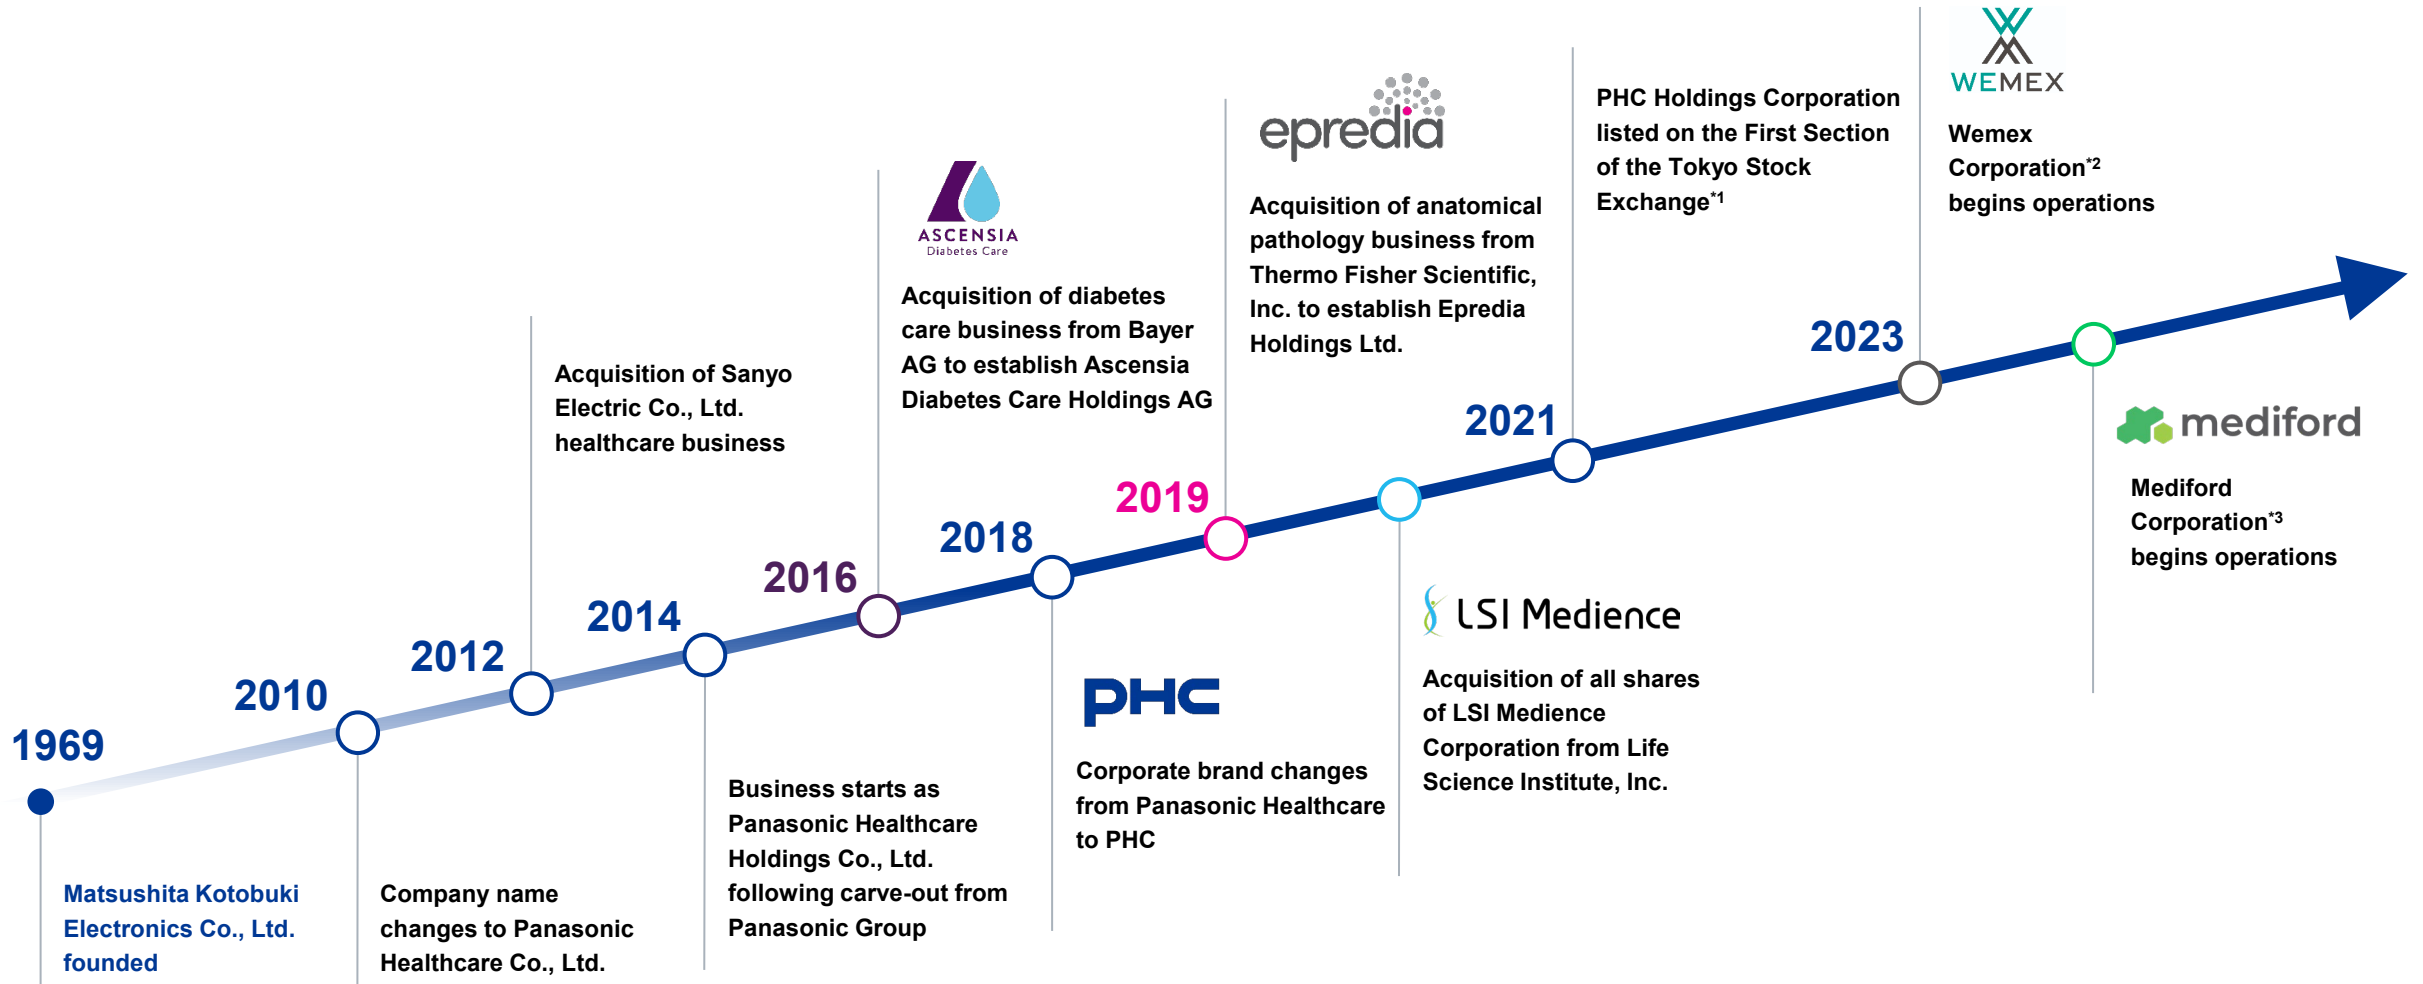 1969
Matsushita Kotobuki
Electronics Co., Ltd.
founded
2010
Company name
changes to Panasonic
Healthcare Co., Ltd.
2012
Acquisition of Sanyo
Electric Co., Ltd.
healthcare business
2014
Business starts as
Panasonic Healthcare
Holdings Co., Ltd.
following carve-out from
Panasonic Group
2016
ASCENSIA
Diabetes Care
Acquisition of diabetes
care business from Bayer
AG to establish Ascensia
Diabetes Care Holdings AG
2018
PHC
Corporate brand changes
from Panasonic Healthcare
to PHC
2019
epredia
Acquisition of anatomical
pathology business from
Thermo Fisher Scientific,
Inc. to establish Epredia
Holdings Ltd.
LSI Medience
Acquisition of all shares
of LSI Medience
Corporation from Life
Science Institute, Inc.
2021
PHC Holdings Corporation
listed on the First Section
of the Tokyo Stock
Exchange*1
2023
WEMEX
Wemex
Corporation*2
begins operations
mediford
Mediford
Corporation*3
begins operations